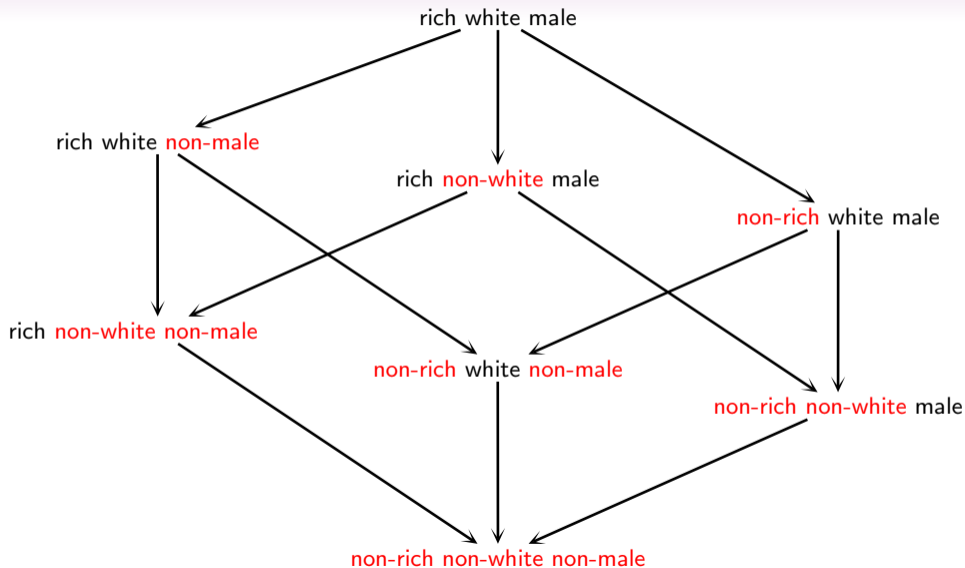 rich white male
rich white non-male
rich non-white male
non-rich white male
rich non-white non-male
non-rich white non-male
non-rich non-white male
non-rich non-white non-male